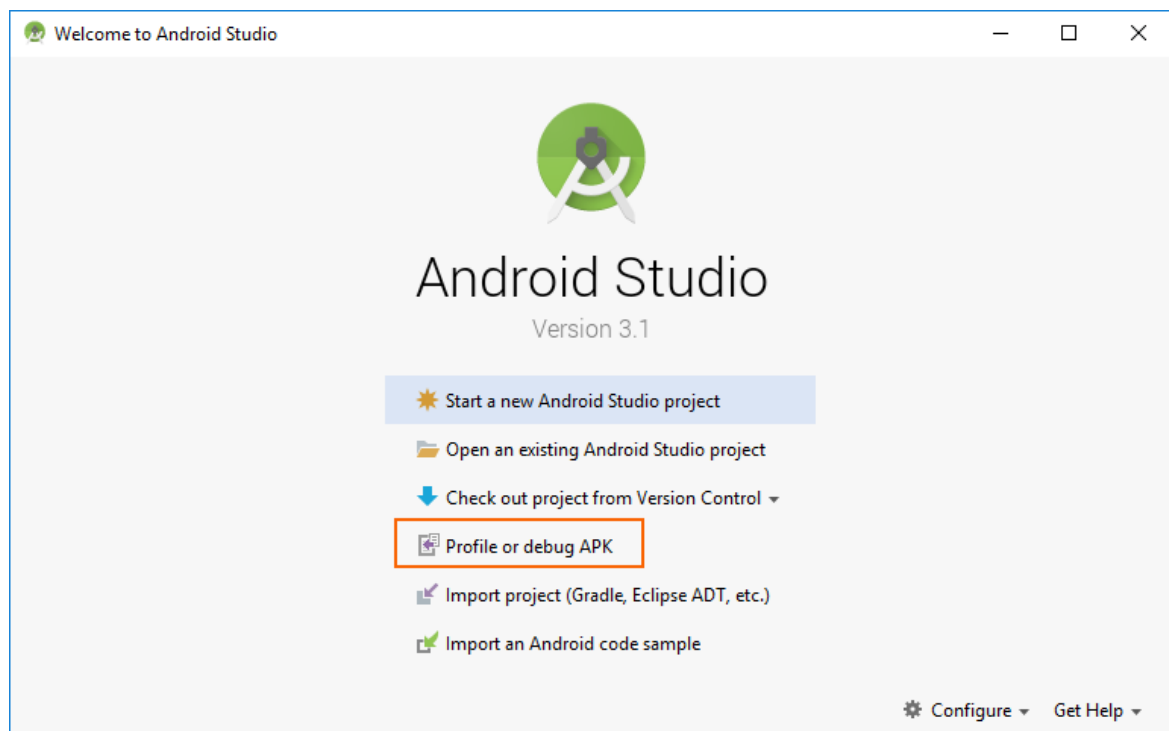 Welcome to Android Studio
Android Studio
Version 3.1
Start a new Android Studio project
Open an existing Android Studio project
Check out project from Version Control
Profile or debug APK
Import project (Gradle, Eclipse ADT, etc.)
Import an Android code sample
Configure Get Help